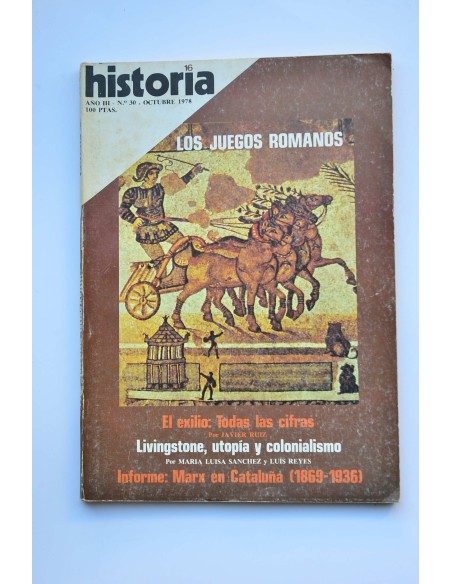 16
historia
AÑO III - N.º 30 - OCTUBRE 1978
100 PTAS.
LOS JUEGOS ROMANOS
El exilio: Todas las cifras
Por JAVIER RUIZ
Livingstone, utopía y colonialismo
Por MARIA LUISA SANCHEZ y LUIS REYES
Informe: Marx en Cataluña (1869-1936)